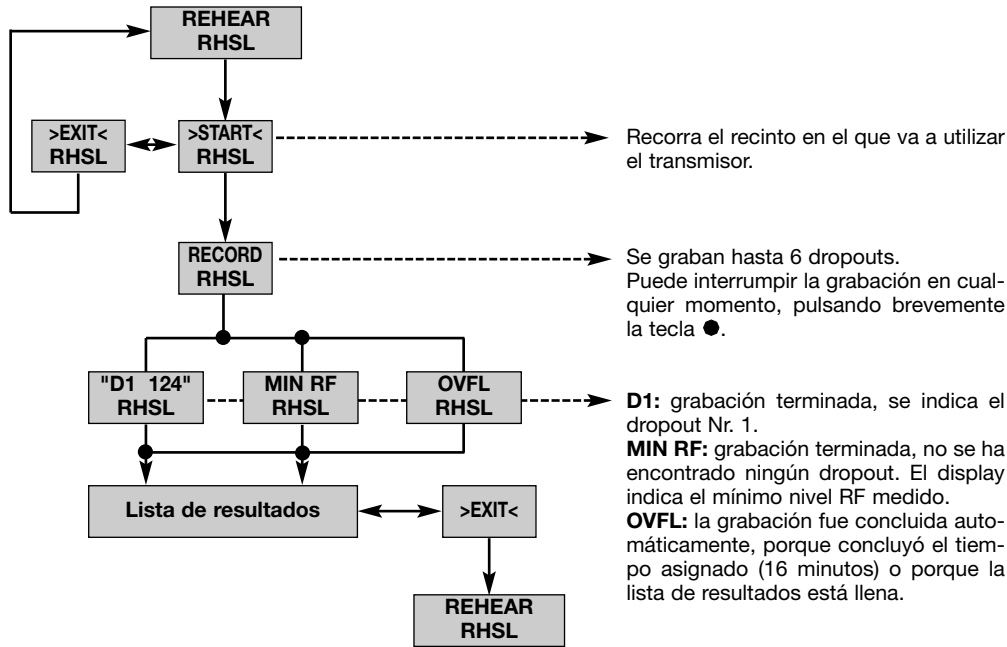 REHEAR
RHSL
>EXIT<
RHSL
>START<
RHSL
Recorra el recinto en el que va a utilizar
el transmisor.
RECORD
RHSL
Se graban hasta 6 dropouts.
Puede interrumpir la grabación en cual-
quier momento, pulsando brevemente
la tecla ●.
"D1 124"
RHSL
MIN RF
RHSL
OVFL
RHSL
D1: grabación terminada, se indica el
dropout Nr. 1.
MIN RF: grabación terminada, no se ha
encontrado ningún dropout. El display
indica el mínimo nivel RF medido.
OVFL: la grabación fue concluida auto-
máticamente, porque concluyó el tiem-
po asignado (16 minutos) o porque la
lista de resultados está llena.
Lista de resultados
>EXIT<
REHEAR
RHSL